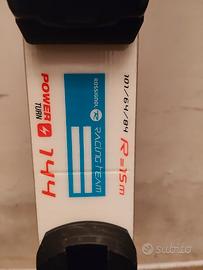 101/64/84 R=15m
ROSSIGNOL
RACING TEAM
POWER
TURN
144
subito